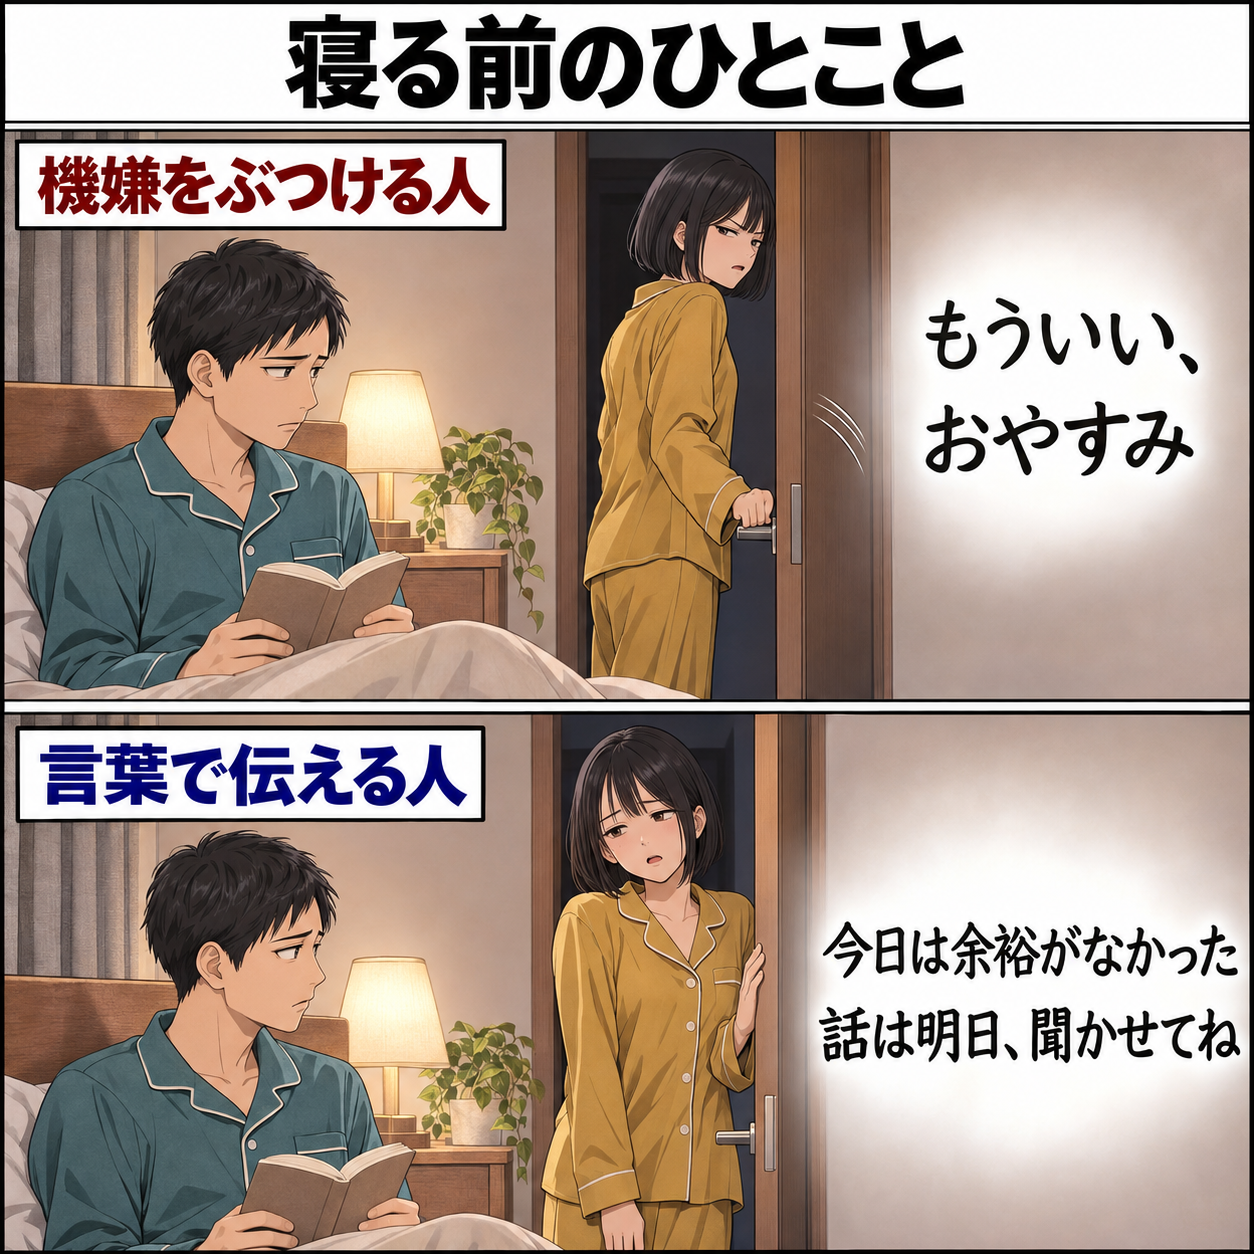 寝る前のひとこと
機嫌をぶつける人
もういい、
おやすみ
言葉で伝える人
今日は余裕がなかった
話は明日、聞かせてね